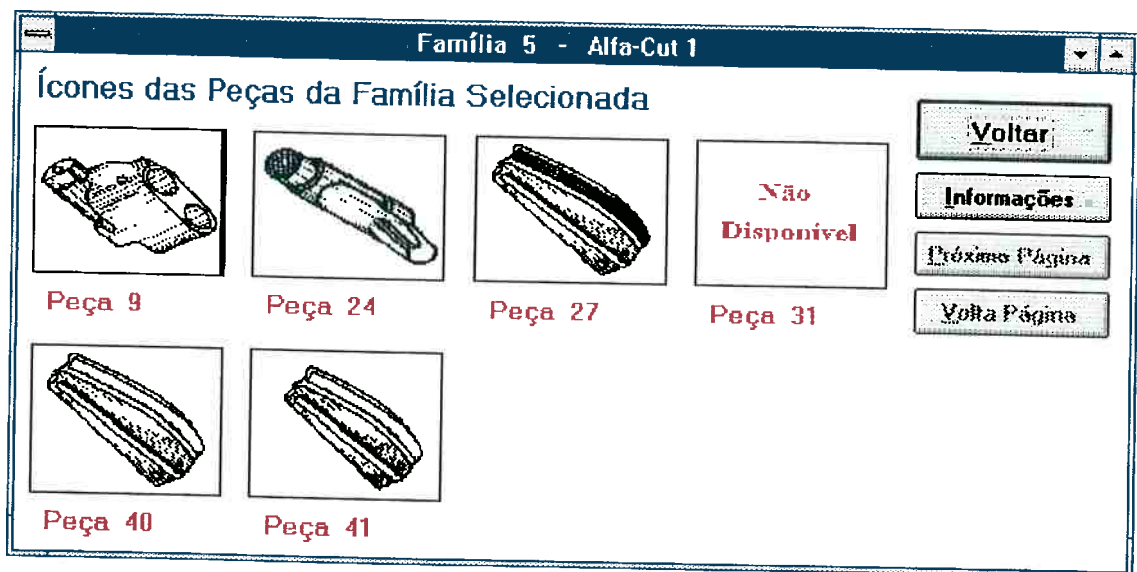 Família 5 - Alfa-Cut 1
Ícones das Peças da Família Selecionada
Voltar
Informações
Próxima Página
Volta Página
Não
Disponível
Peça 9
Peça 24
Peça 27
Peça 31
Peça 40
Peça 41